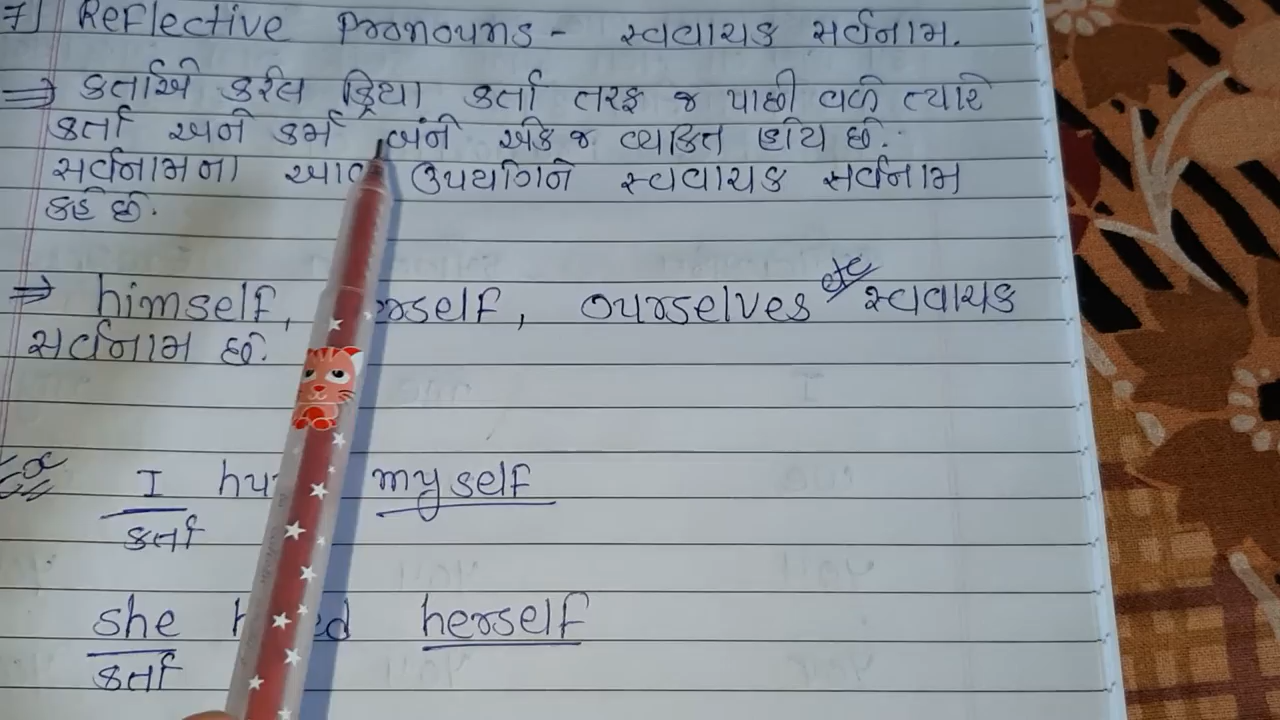 7] Reflective Pronouns - સ્વવાચક સર્વનામ.
⇒ કર્તાએ કરેલ ક્રિયા કર્તા તરફ જ પાછી વળે ત્યારે
કર્તા અને કર્મ બંને એક જ વ્યકિત હોય છે.
સર્વનામના ઉપયોગને સ્વવાચક સર્વનામ
કહે છે.
⇒ himself, ourselves etc સ્વવાચક
સર્વનામ છે.
Ex I myself
કર્તા
she herself
કર્તા